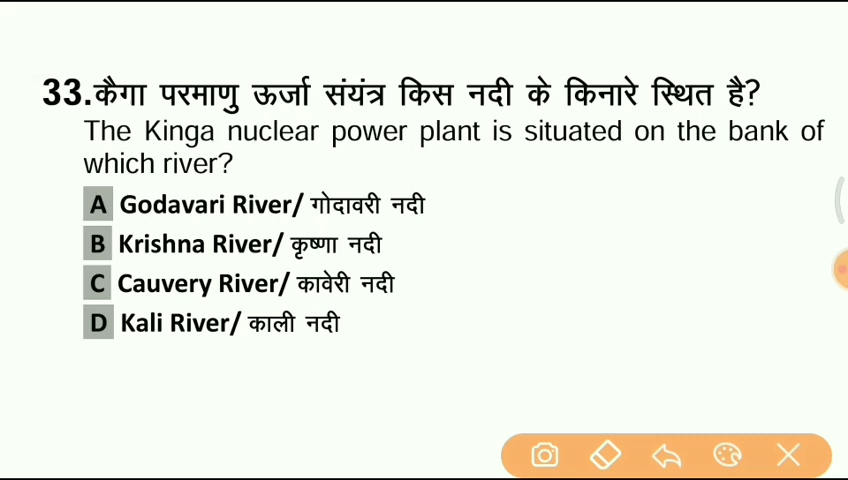 33.कैगा परमाणु ऊर्जा संयंत्र किस नदी के किनारे स्थित है?
The Kinga nuclear power plant is situated on the bank of
which river?
A Godavari River/ गोदावरी नदी
B Krishna River/ कृष्णा नदी
C Cauvery River/ कावेरी नदी
D Kali River/ काली नदी